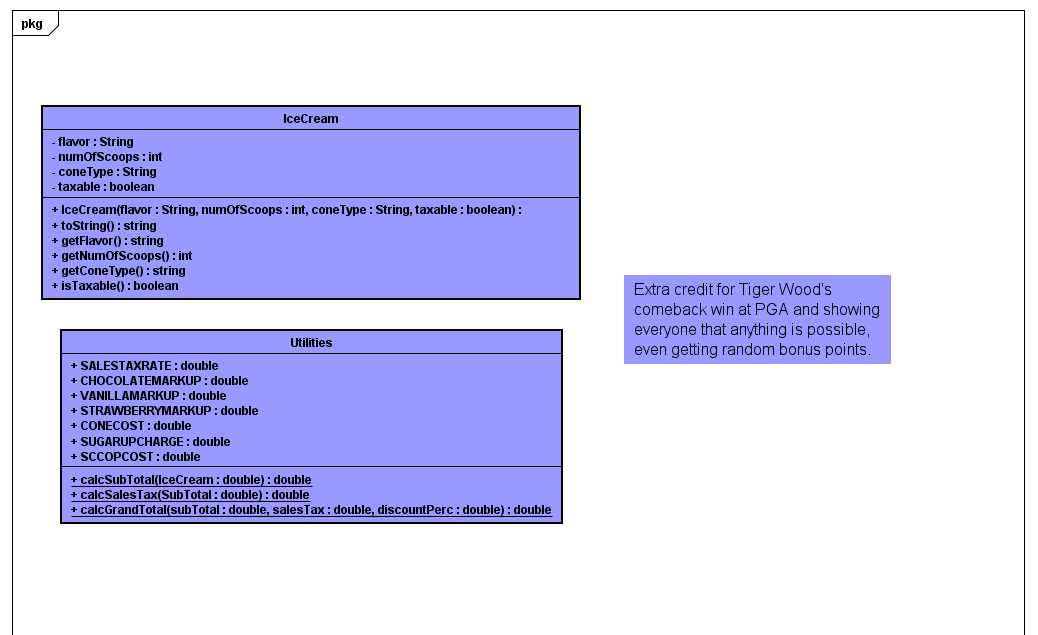 pkg
IceCream
- flavor : String
- numOfScoops : int
- coneType : String
- taxable : boolean
+ IceCream(flavor : String, numOfScoops : int, coneType : String, taxable : boolean) :
+ toString() : string
+ getFlavor() : string
+ getNumOfScoops() : int
+ getConeType() : string
+ isTaxable() : boolean
Extra credit for Tiger Wood's
comeback win at PGA and showing
everyone that anything is possible,
even getting random bonus points.
Utilities
+ SALESTAXRATE : double
+ CHOCOLATEMARKUP : double
+ VANILLAMARKUP : double
+ STRAWBERRYMARKUP : double
+ CONECOST : double
+ SUGARUPCHARGE : double
+ SCCOPCOST : double
+ calcSubTotal(IceCream : double) : double
+ calcSalesTax(SubTotal : double) : double
+ calcGrandTotal(subTotal : double, salesTax : double, discountPerc : double) : double